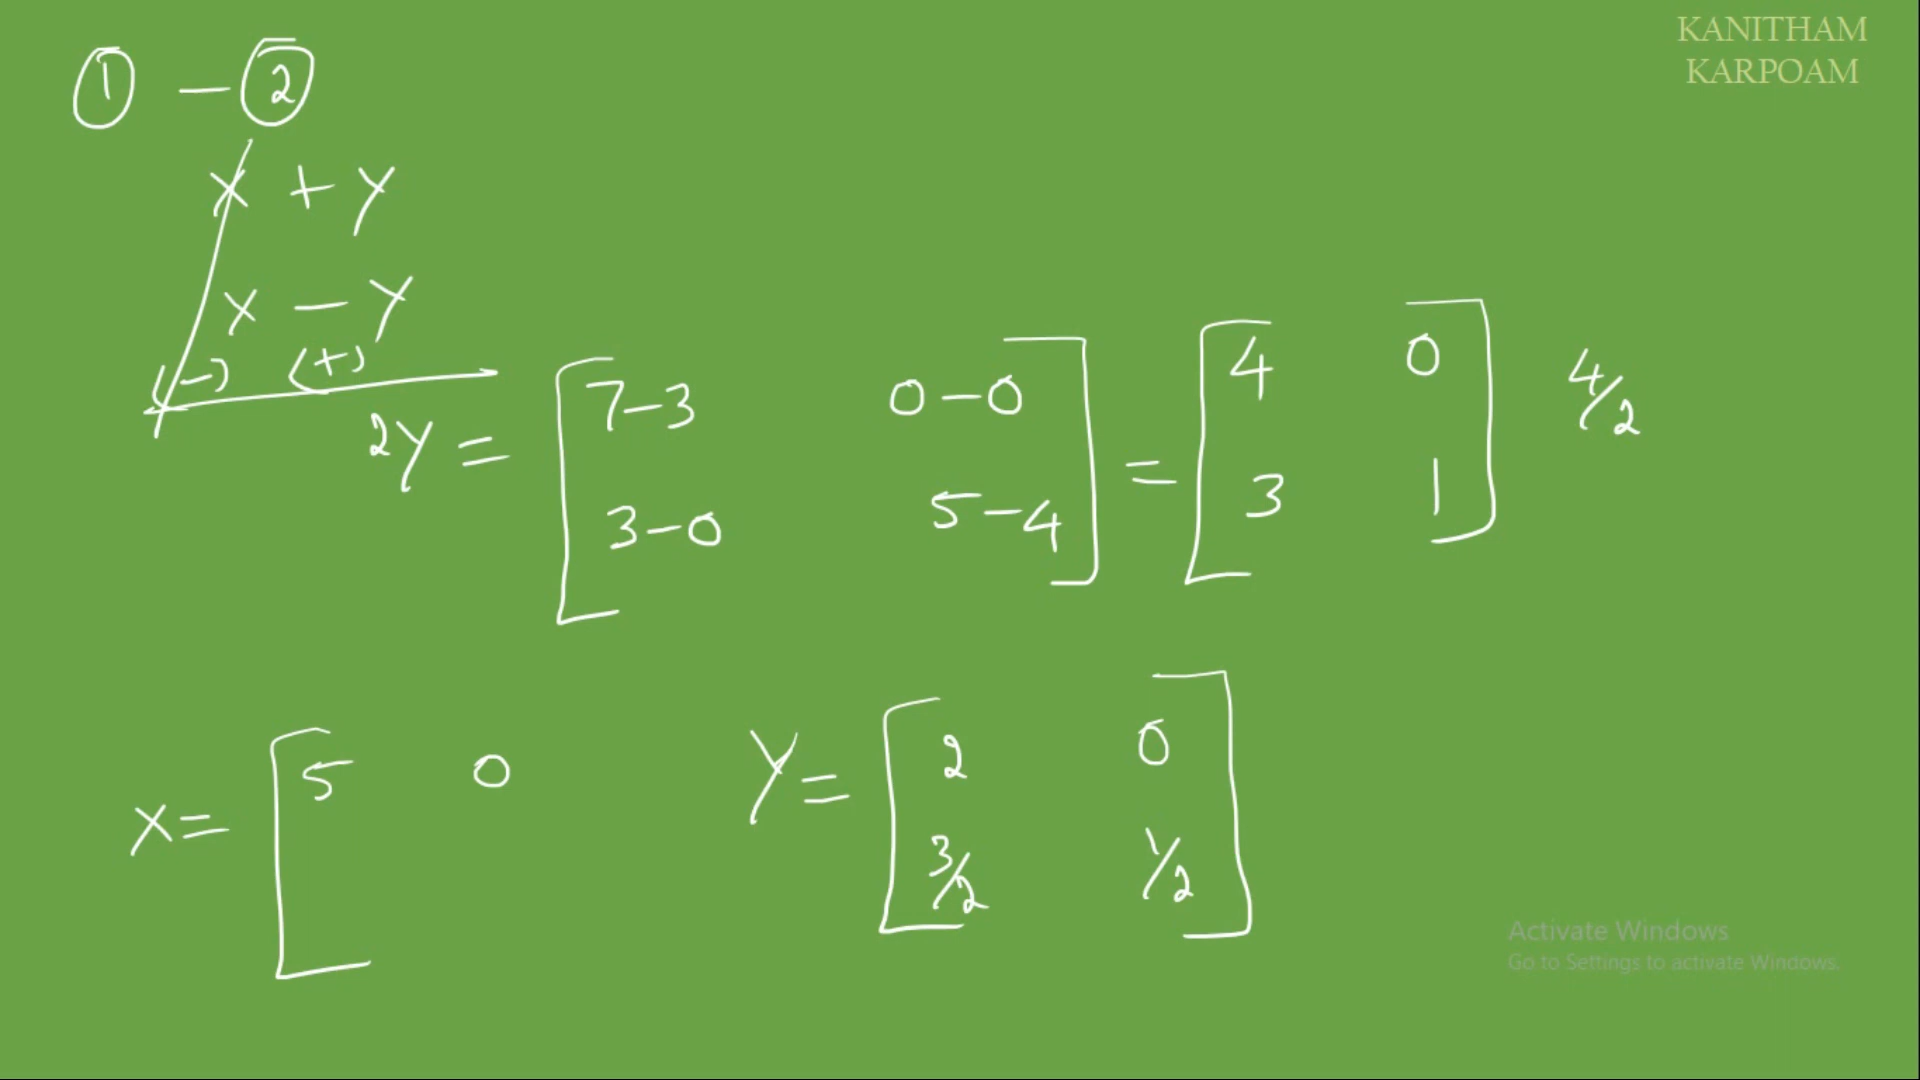 KANITHAM
KARPOAM
① - ②
x + y
x - y
(-) (+)
2y = [ 7-3 0-0 ] = [ 4 0 ] 4/2
3-0 5-4 3 1
x = [ 5 0 y = [ 2 0 ]
3/2 1/2
Activate Windows
Go to Settings to activate Windows.